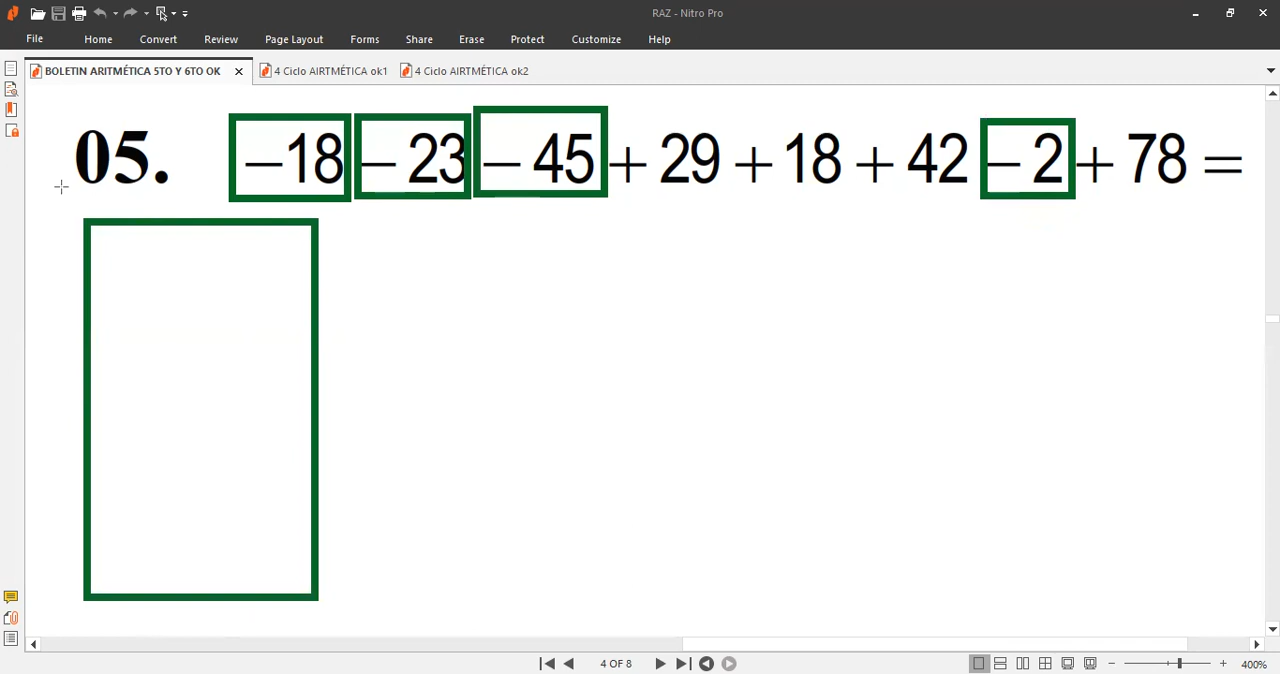 RAZ - Nitro Pro
File Home Convert Review Page Layout Forms Share Erase Protect Customize Help
BOLETIN ARITMÉTICA 5TO Y 6TO OK 4 Ciclo AIRTMÉTICA ok1 4 Ciclo AIRTMÉTICA ok2
05. −18 − 23 − 45 + 29 + 18 + 42 − 2 + 78 =
4 OF 8 400%